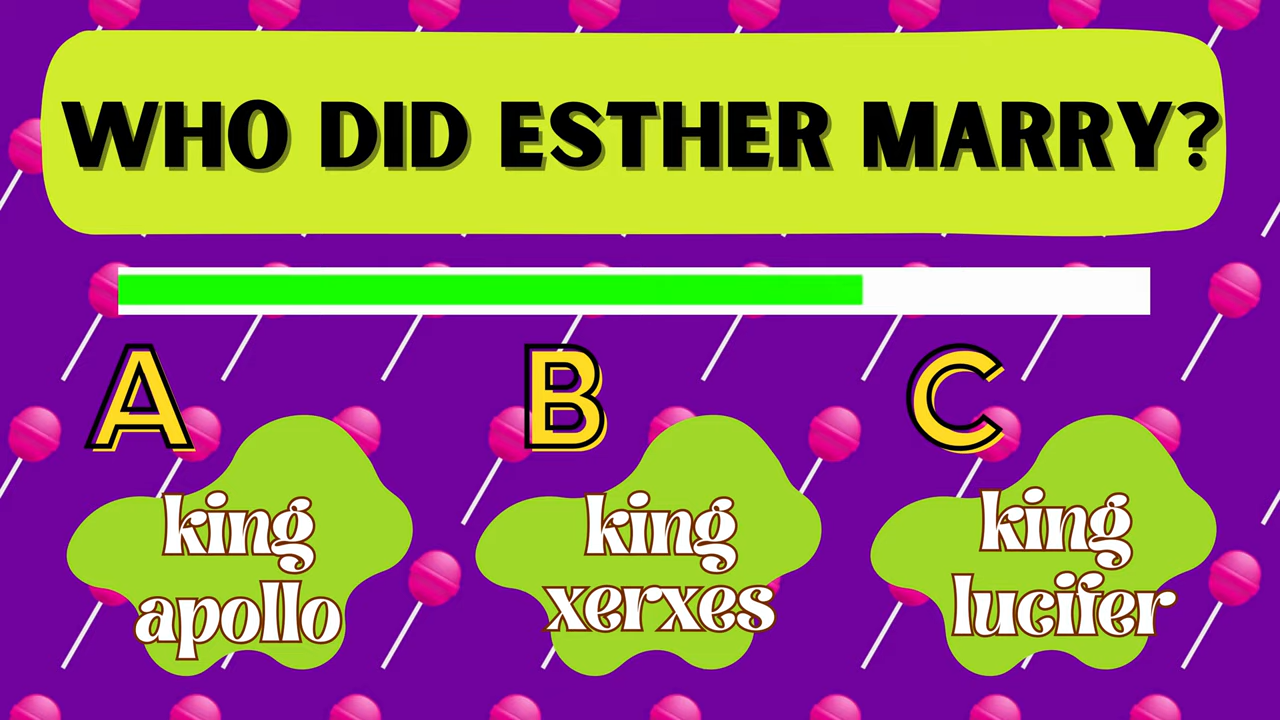 WHO DID ESTHER MARRY?
A
B
C
king
apollo
king
xerxes
king
lucifer